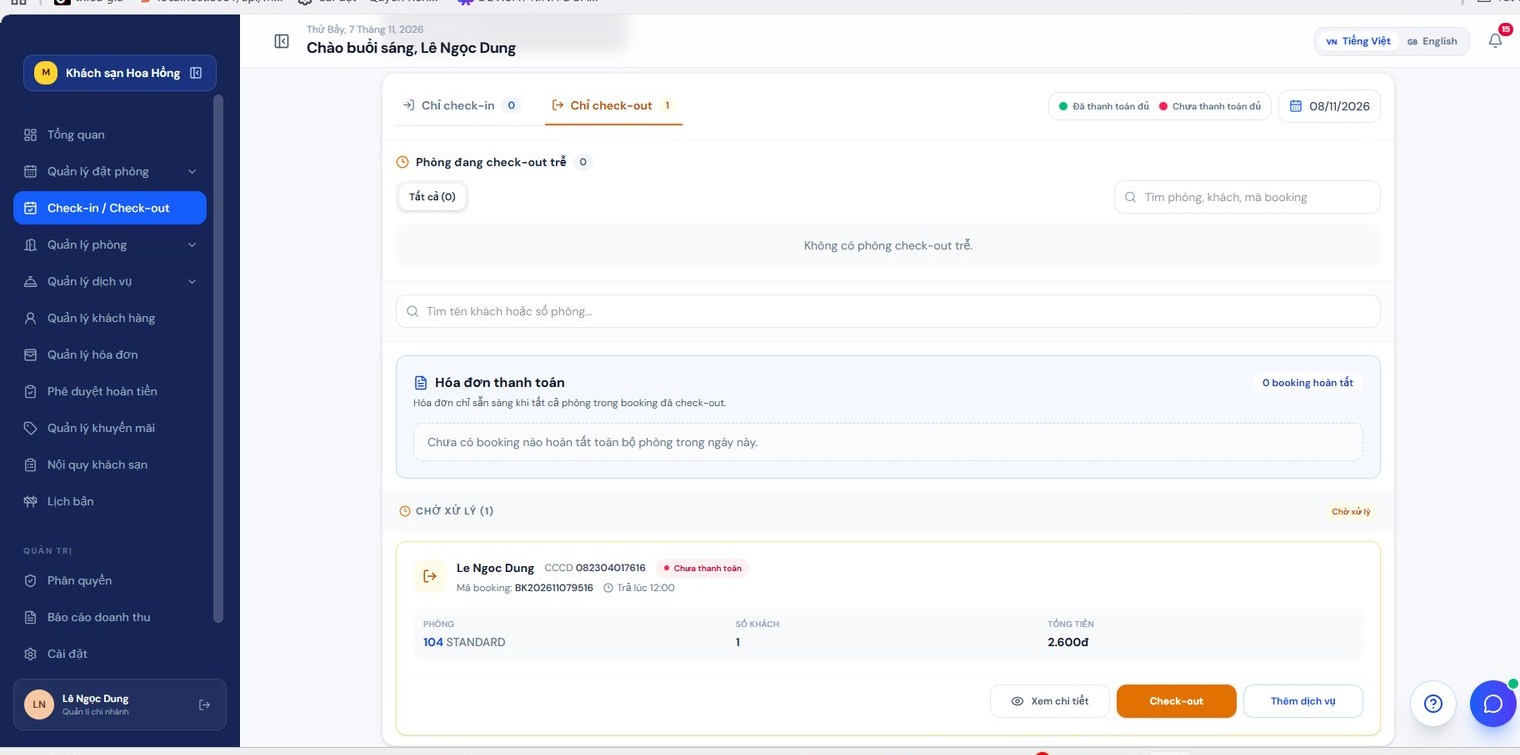 Thứ Bảy, 7 Tháng 11, 2026
Chào buổi sáng, Lê Ngọc Dung
VN Tiếng Việt GB English
15
M Khách sạn Hoa Hồng
Tổng quan
Quản lý đặt phòng
Check-in / Check-out
Quản lý phòng
Quản lý dịch vụ
Quản lý khách hàng
Quản lý hóa đơn
Phê duyệt hoàn tiền
Quản lý khuyến mãi
Nội quy khách sạn
Lịch bận
QUẢN TRỊ
Phân quyền
Báo cáo doanh thu
Cài đặt
LN Lê Ngọc Dung
Quản lí chi nhánh
Chỉ check-in 0 Chỉ check-out 1
Đã thanh toán đủ Chưa thanh toán đủ 08/11/2026
Phòng đang check-out trễ 0
Tất cả (0) Tìm phòng, khách, mã booking
Không có phòng check-out trễ.
Tìm tên khách hoặc số phòng...
Hóa đơn thanh toán 0 booking hoàn tất
Hóa đơn chỉ sẵn sàng khi tất cả phòng trong booking đã check-out.
Chưa có booking nào hoàn tất toàn bộ phòng trong ngày này.
CHỜ XỬ LÝ (1) Chờ xử lý
Le Ngoc Dung CCCD 082304017616 Chưa thanh toán
Mã booking: BK202611079516 Trả lúc 12:00
PHÒNG SỐ KHÁCH TỔNG TIỀN
104 STANDARD 1 2.600đ
Xem chi tiết Check-out Thêm dịch vụ